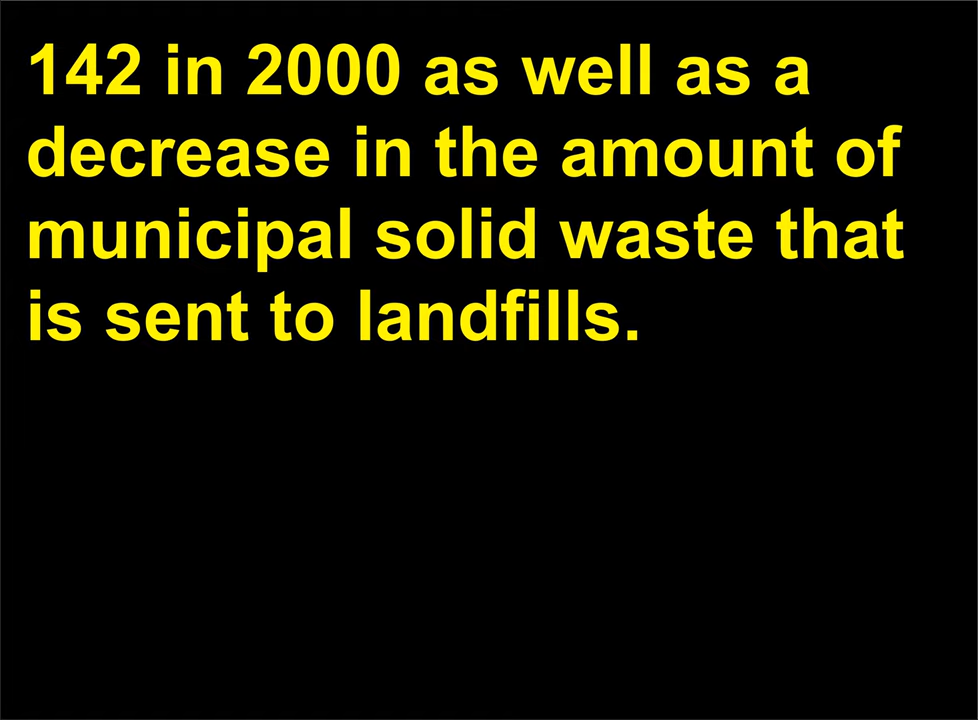 142 in 2000 as well as a
decrease in the amount of
municipal solid waste that
is sent to landfills.